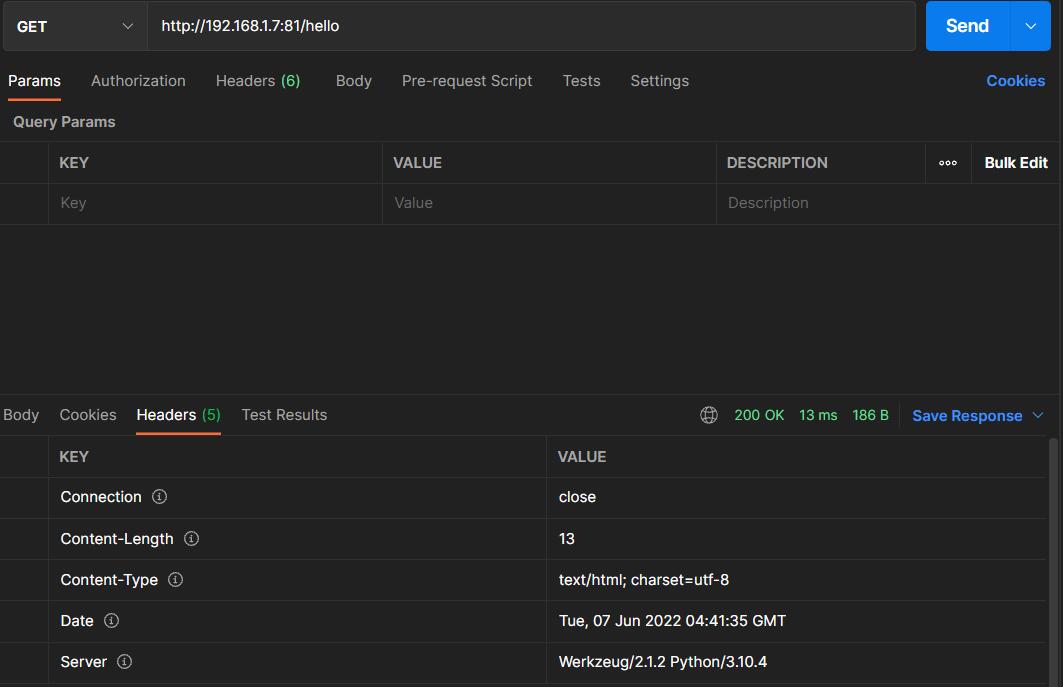 GET http://192.168.1.7:81/hello Send
Params Authorization Headers (6) Body Pre-request Script Tests Settings Cookies
Query Params
KEY VALUE DESCRIPTION ooo Bulk Edit
Key Value Description
Body Cookies Headers (5) Test Results 200 OK 13 ms 186 B Save Response
KEY VALUE
Connection close
Content-Length 13
Content-Type text/html; charset=utf-8
Date Tue, 07 Jun 2022 04:41:35 GMT
Server Werkzeug/2.1.2 Python/3.10.4